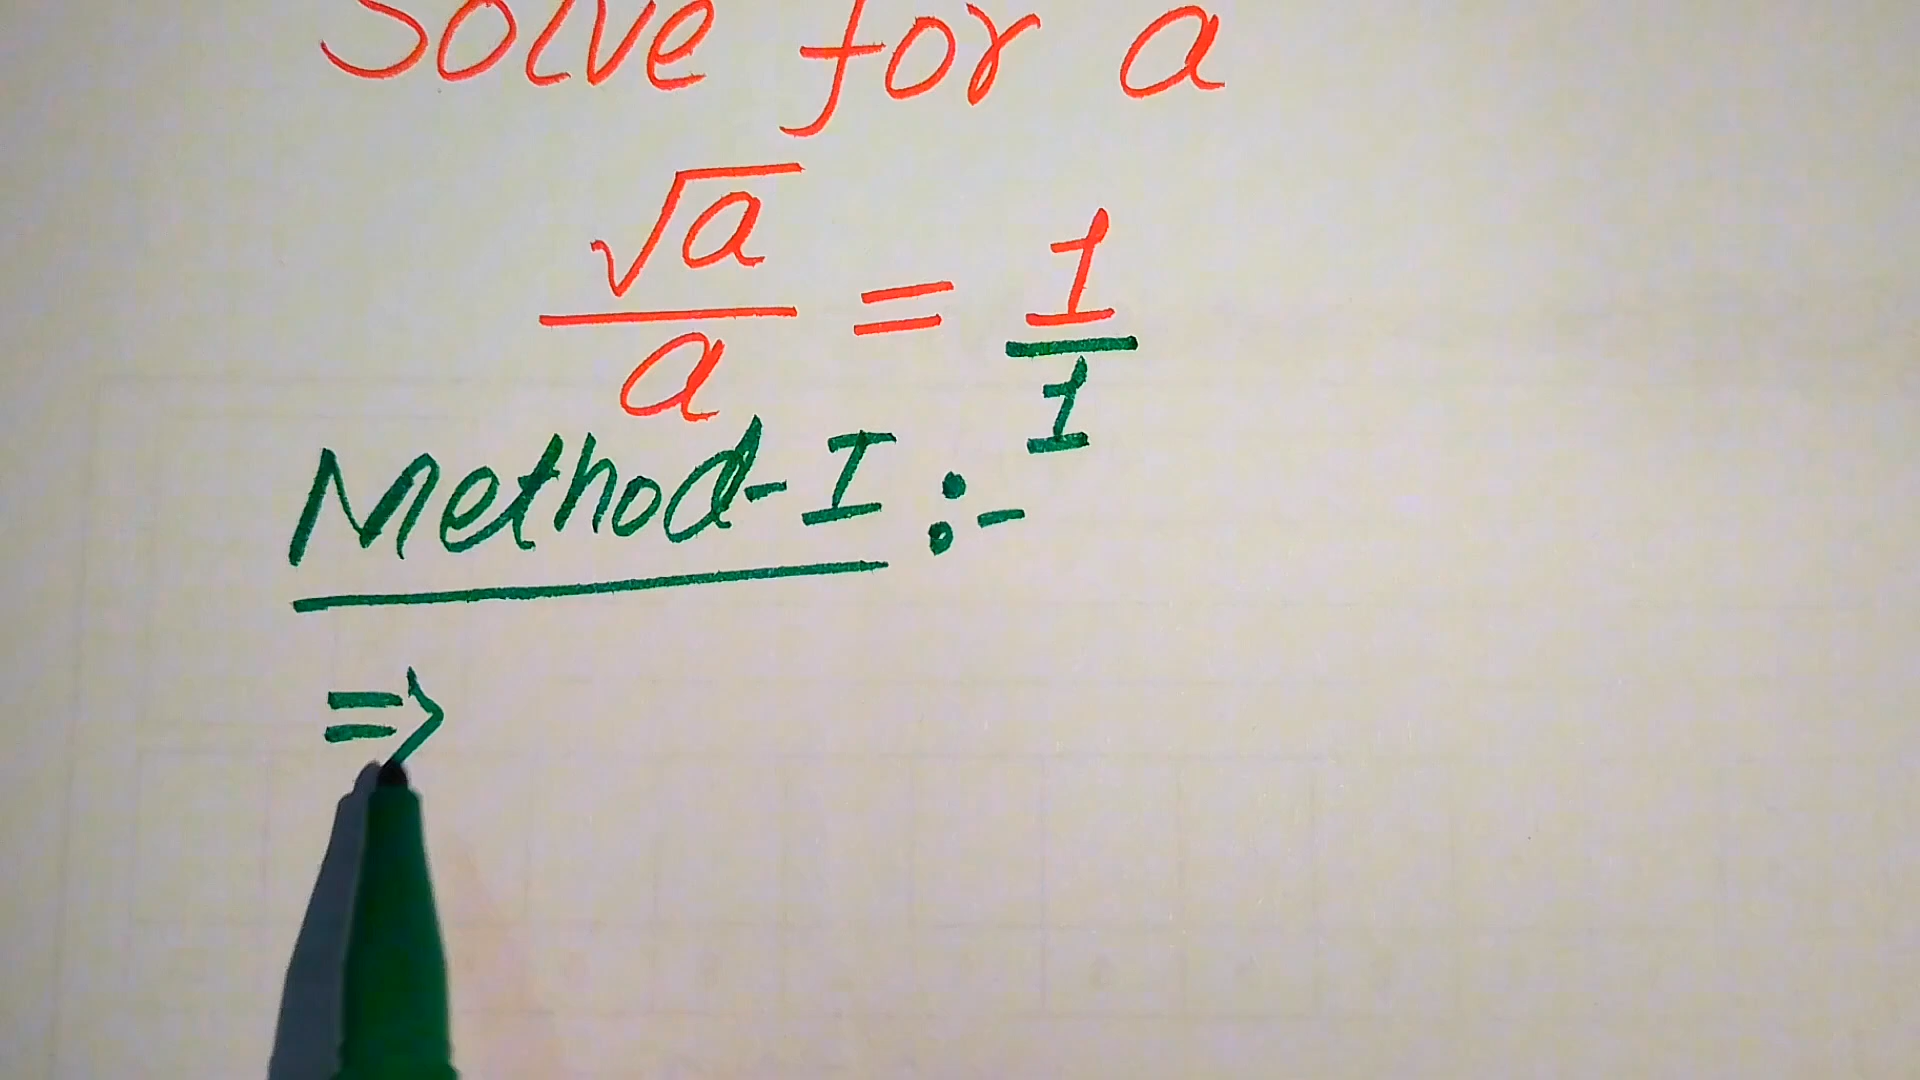 Solve for a
√a/a = 1/1
Method-I :-
=>